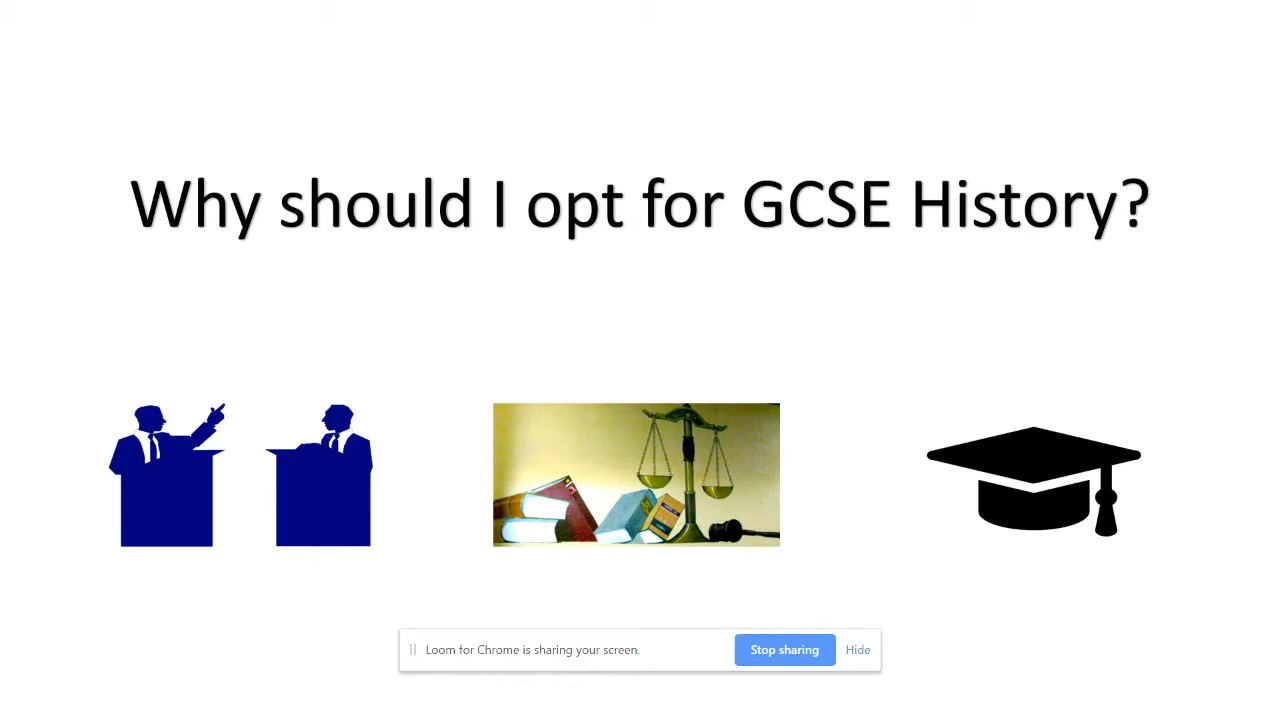 Why should I opt for GCSE History?
Loom for Chrome is sharing your screen.
Stop sharing
Hide